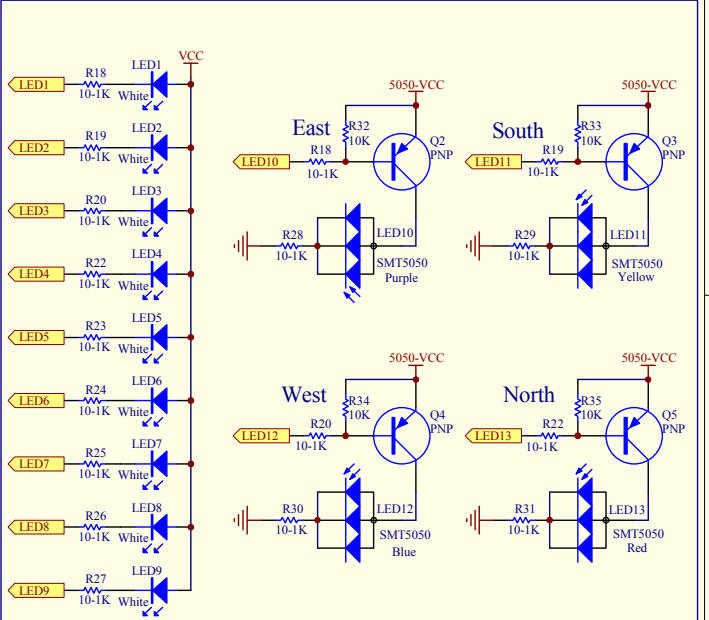 VCC
LED1 R18 10-1K LED1 White
LED2 R19 10-1K LED2 White
LED3 R20 10-1K LED3 White
LED4 R22 10-1K LED4 White
LED5 R23 10-1K LED5 White
LED6 R24 10-1K LED6 White
LED7 R25 10-1K LED7 White
LED8 R26 10-1K LED8 White
LED9 R27 10-1K LED9 White
5050-VCC
East
R32
10K
Q2
PNP
LED10 R18
10-1K
R28
10-1K
LED10
SMT5050
Purple
5050-VCC
South
R33
10K
Q3
PNP
LED11 R19
10-1K
R29
10-1K
LED11
SMT5050
Yellow
5050-VCC
West
R34
10K
Q4
PNP
LED12 R20
10-1K
R30
10-1K
LED12
SMT5050
Blue
5050-VCC
North
R35
10K
Q5
PNP
LED13 R22
10-1K
R31
10-1K
LED13
SMT5050
Red